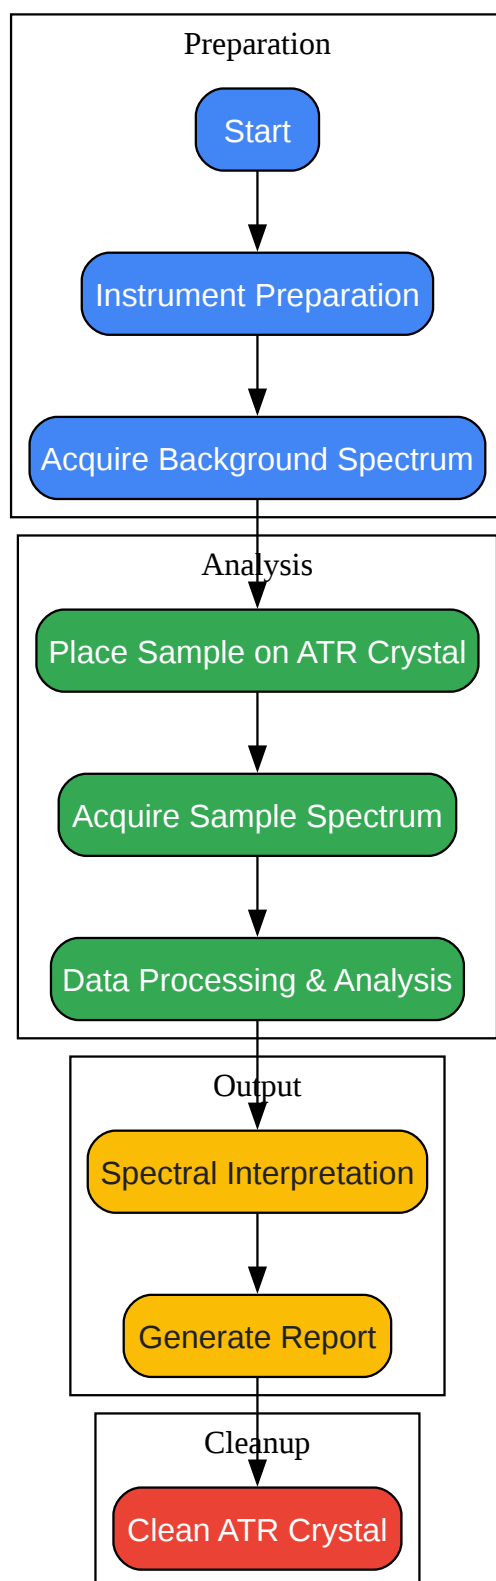 Preparation
Start
Instrument Preparation
Acquire Background Spectrum
Analysis
Place Sample on ATR Crystal
Acquire Sample Spectrum
Data Processing & Analysis
Output
Spectral Interpretation
Generate Report
Cleanup
Clean ATR Crystal